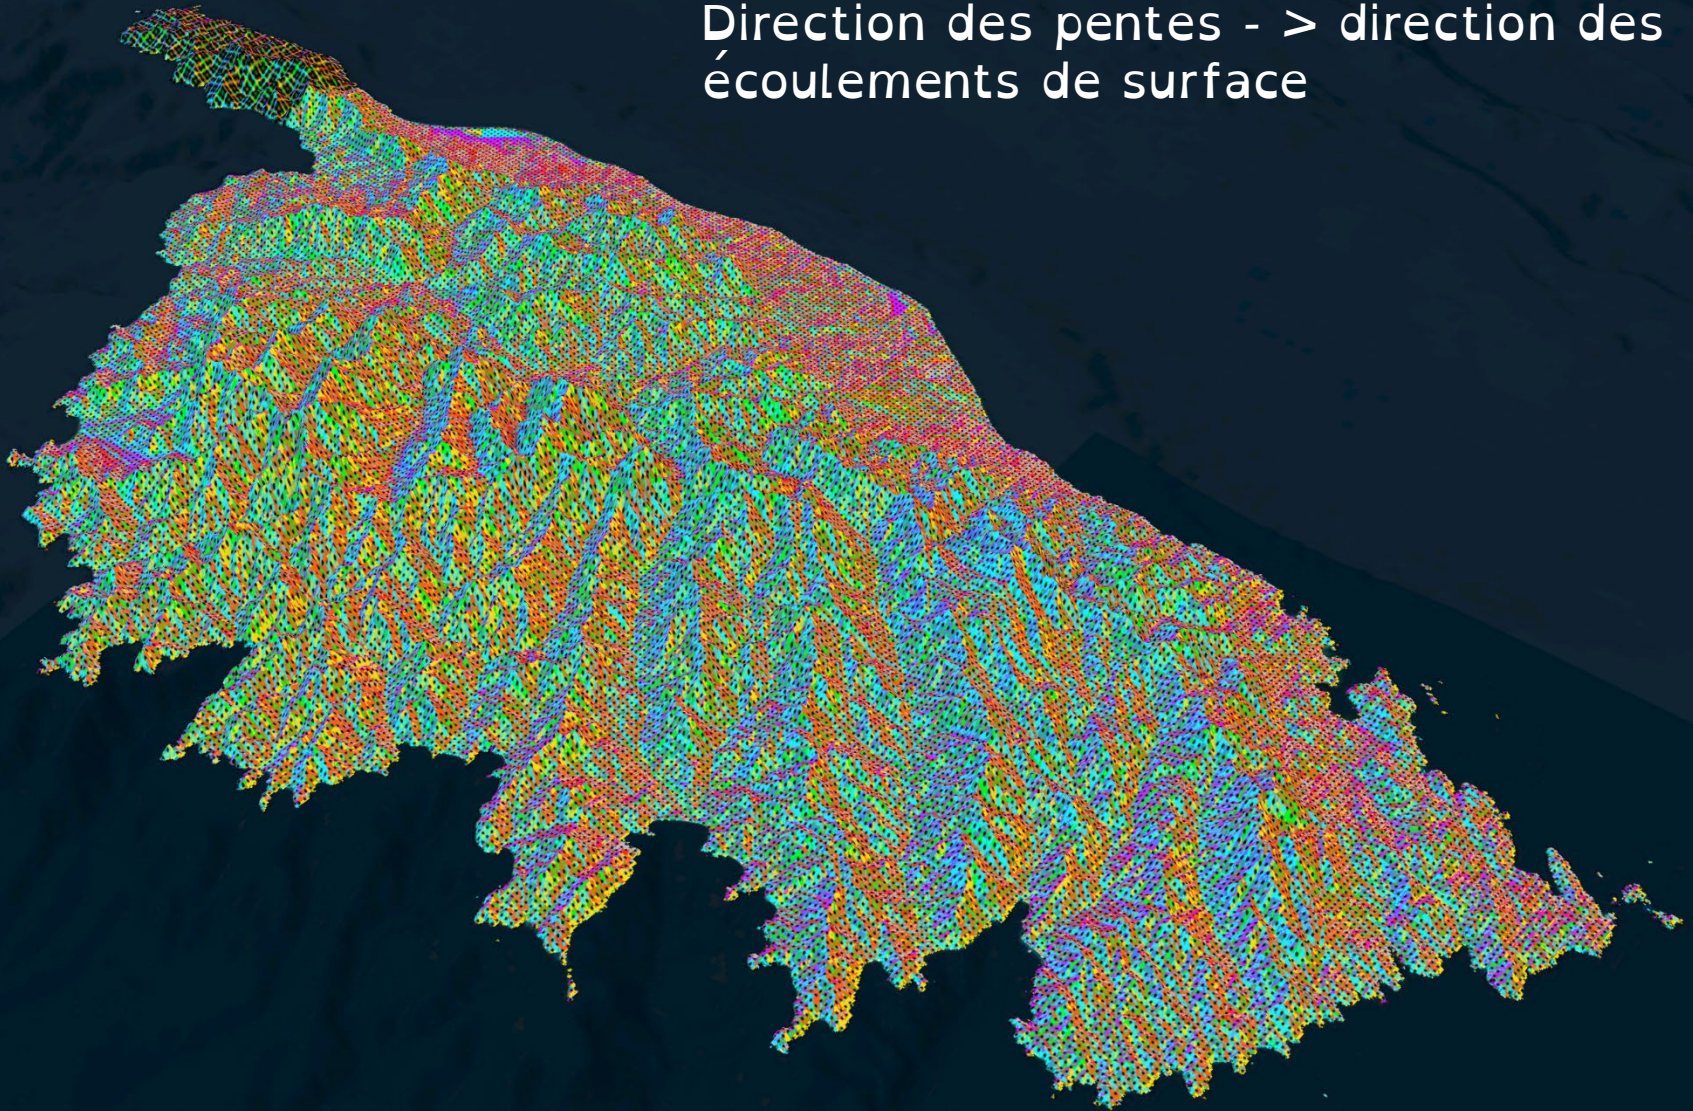 Direction des pentes - > direction des
écoulements de surface